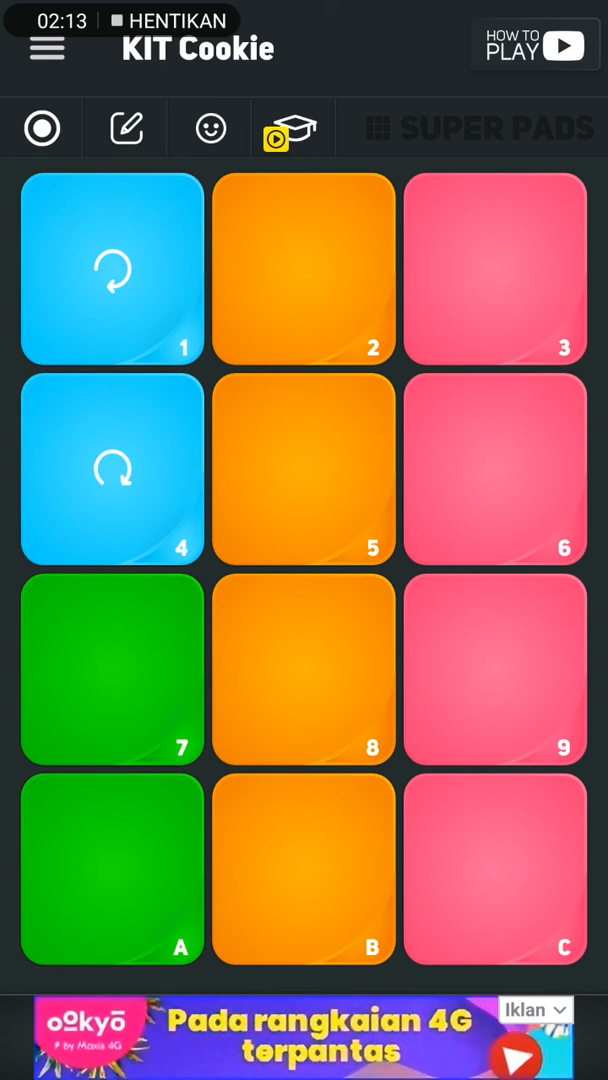 02:13
HENTIKAN
KIT Cookie
HOW TO
PLAY
SUPER PADS
1
2
3
4
5
6
7
8
9
A
B
C
Iklan
ookyō
by Maxis 4G
Pada rangkaian 4G
terpantas